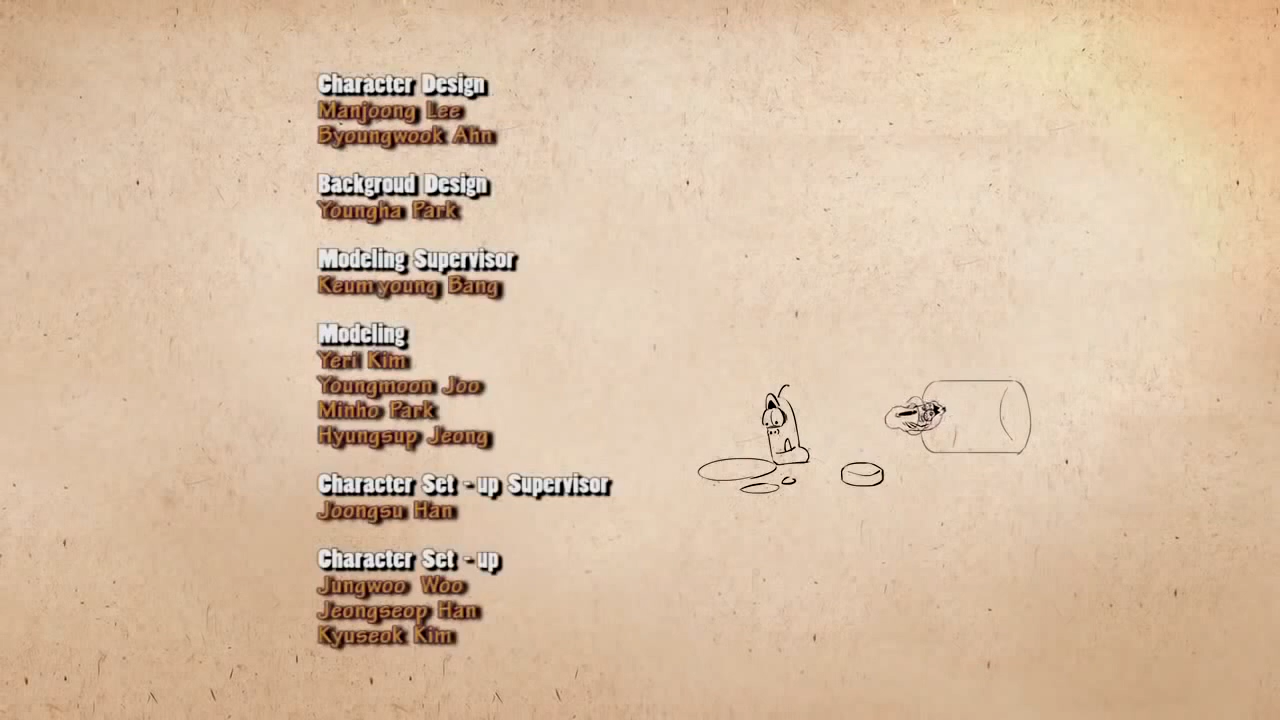 Character Design
Manjoong Lee
Byoungwook Ahn
Backgroud Design
Youngha Park
Modeling Supervisor
Keumyoung Bang
Modeling
Yeri Kim
Youngmoon Joo
Minho Park
Hyungsup Jeong
Character Set - up Supervisor
Joongsu Han
Character Set - up
Jungwoo Woo
Jeongseop Han
Kyuseok Kim